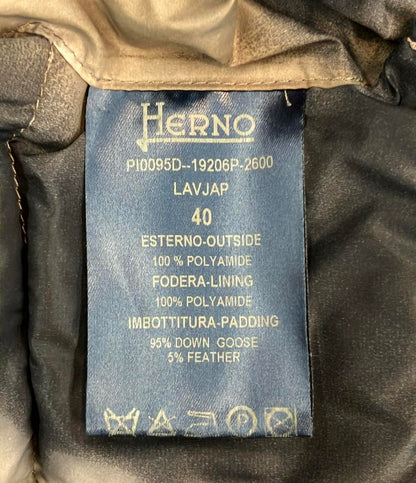 HERNO
PI0095D--19206P-2600
LAVJAP
40
ESTERNO-OUTSIDE
100 % POLYAMIDE
FODERA-LINING
100% POLYAMIDE
IMBOTTITURA-PADDING
95% DOWN GOOSE
5% FEATHER
P